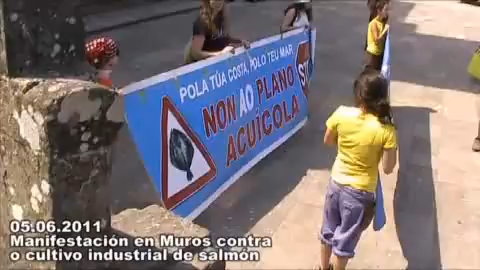 POLA TÚA COSTA, POLO TEU MAR
NON AO PLANO
ACUÍCOLA
05.06.2011
Manifestación en Muros contra
o cultivo industrial de salmón